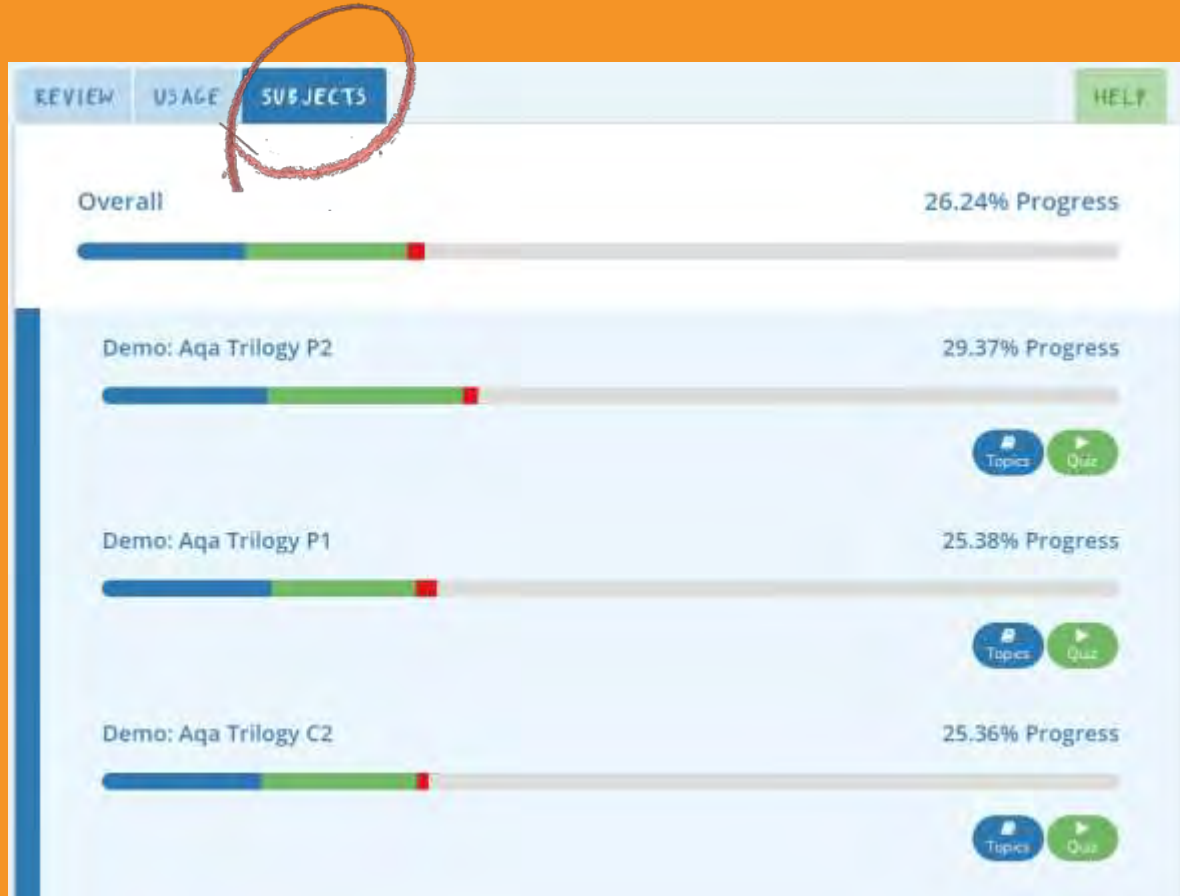 REVIEW USAGE SUBJECTS HELP
Overall 26.24% Progress
Demo: Aqa Trilogy P2 29.37% Progress
Topics Quiz
Demo: Aqa Trilogy P1 25.38% Progress
Topics Quiz
Demo: Aqa Trilogy C2 25.36% Progress
Topics Quiz